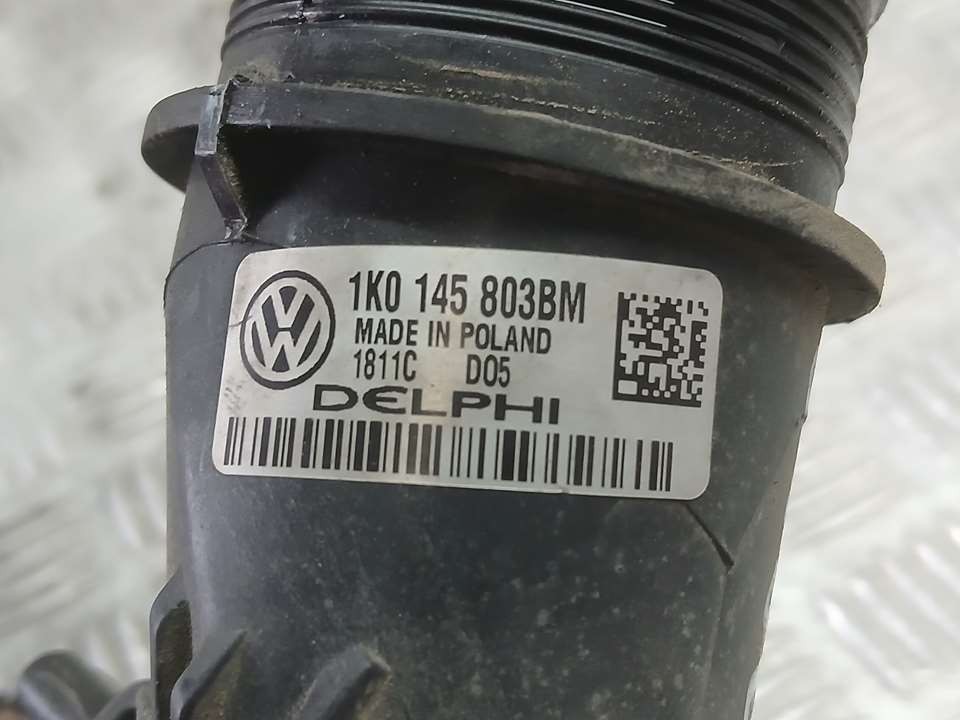 1K0 145 803BM
MADE IN POLAND
1811C D05
DELPHI